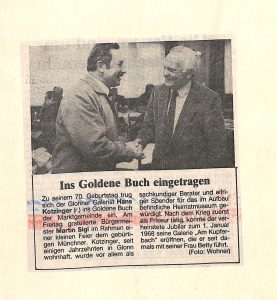 Ins Goldene Buch eingetragen
Zu seinem 70. Geburtstag trug
sich der Glonner Galerist Hans
Kotzinger (r.) ins Goldene Buch
der Marktgemeinde ein. Am
Freitag gratulierte Bürgermei-
ster Martin Sigl im Rahmen ei-
ner kleinen Feier dem gebürti-
gen Münchner. Kotzinger, seit
einigen Jahrzehnten in Glonn
wohnhaft, wurde vor allem als
sachkundiger Berater und eifri-
ger Spender für das im Aufbau
befindliche Heimatmuseum ge-
würdigt. Nach dem Krieg zuerst
als Friseur tätig, konnte der ver-
heiratete Jubilar zum 1. Januar
1968 seine Galerie „Am Kupfer-
bach" eröffnen, die er seit da-
mals mit seiner Frau Betty führt.
(Foto: Wohner)